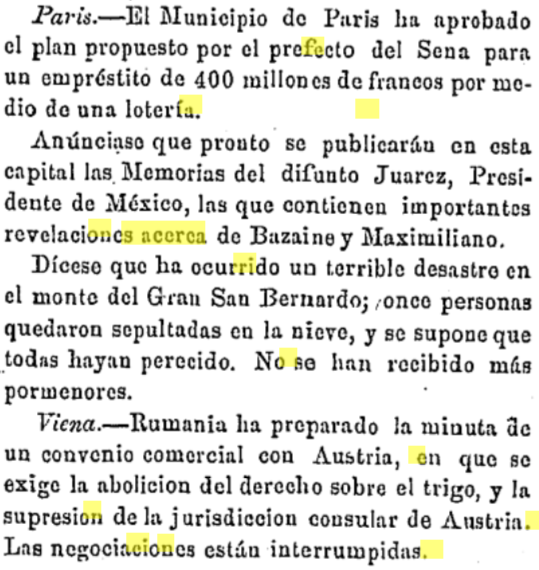 Paris.—El Municipio de Paris ha aprobado
el plan propuesto por el prefecto del Sena para
un empréstito de 400 millones de francos por me-
dio de una lotería.
Anúnciase que pronto se publicarán en esta
capital las Memorias del difunto Juarez, Presi-
dente de México, las que contienen importantes
revelaciones acerca de Bazaine y Maximiliano.
Dícese que ha ocurrido un terrible desastre en
el monte del Gran San Bernardo; once personas
quedaron sepultadas en la nieve, y se supone que
todas hayan perecido. No se han recibido más
pormenores.
Viena.—Rumania ha preparado la minuta de
un convenio comercial con Austria, en que se
exige la abolicion del derecho sobre el trigo, y la
supresion de la jurisdiccion consular de Austria.
Las negociaciones están interrumpidas.